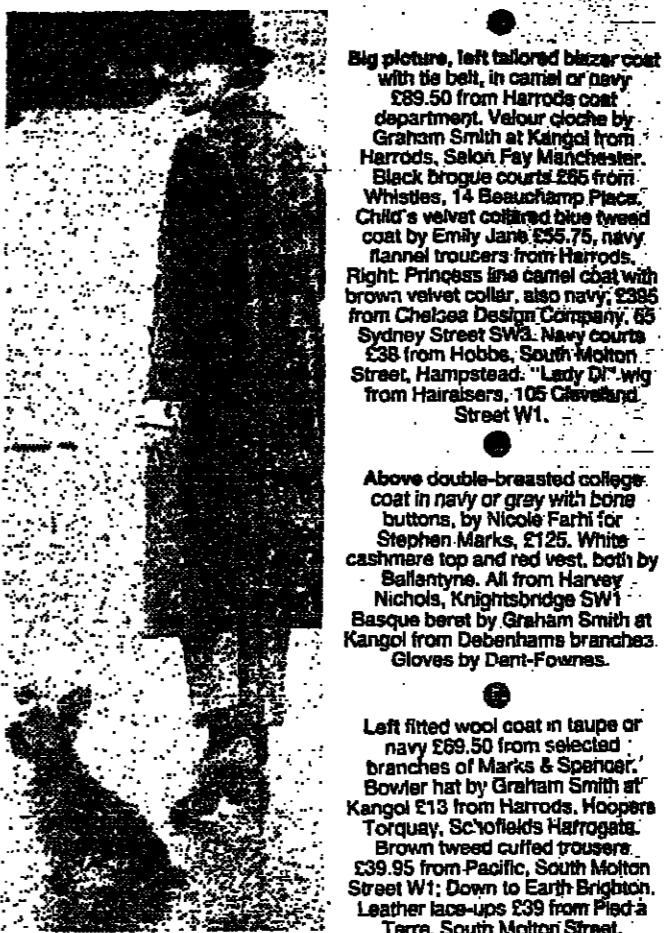 Big picture, left tailored blazer coat
with tie belt, in camel or navy
£89.50 from Harrods coat
department. Velour cloche by
Graham Smith at Kangol from
Harrods, Salon Fay Manchester.
Black brogue courts £65 from
Whistles, 14 Beauchamp Place.
Child's velvet collared blue tweed
coat by Emily Jane £55.75, navy
flannel trousers from Harrods.
Right: Princess line camel coat with
brown velvet collar, also navy; £395
from Chelsea Design Company, 65
Sydney Street SW3. Navy courts
£38 from Hobbs, South Molton
Street, Hampstead. "Lady Di" wig
from Hairaisers, 105 Cleveland
Street W1.
Above double-breasted college
coat in navy or grey with bone
buttons, by Nicole Farhi for
Stephen Marks, £125. White
cashmere top and red vest, both by
Ballantyne. All from Harvey
Nichols, Knightsbridge SW1
Basque beret by Graham Smith at
Kangol from Debenhams branches.
Gloves by Dent-Fownes.
Left fitted wool coat in taupe or
navy £69.50 from selected
branches of Marks & Spencer.
Bowler hat by Graham Smith at
Kangol £13 from Harrods, Hoopers
Torquay, Schofields Harrogate.
Brown tweed cuffed trousers
£39.95 from Pacific, South Molton
Street W1; Down to Earth Brighton.
Leather lace-ups £39 from Pied a
Terre, South Molton Street.